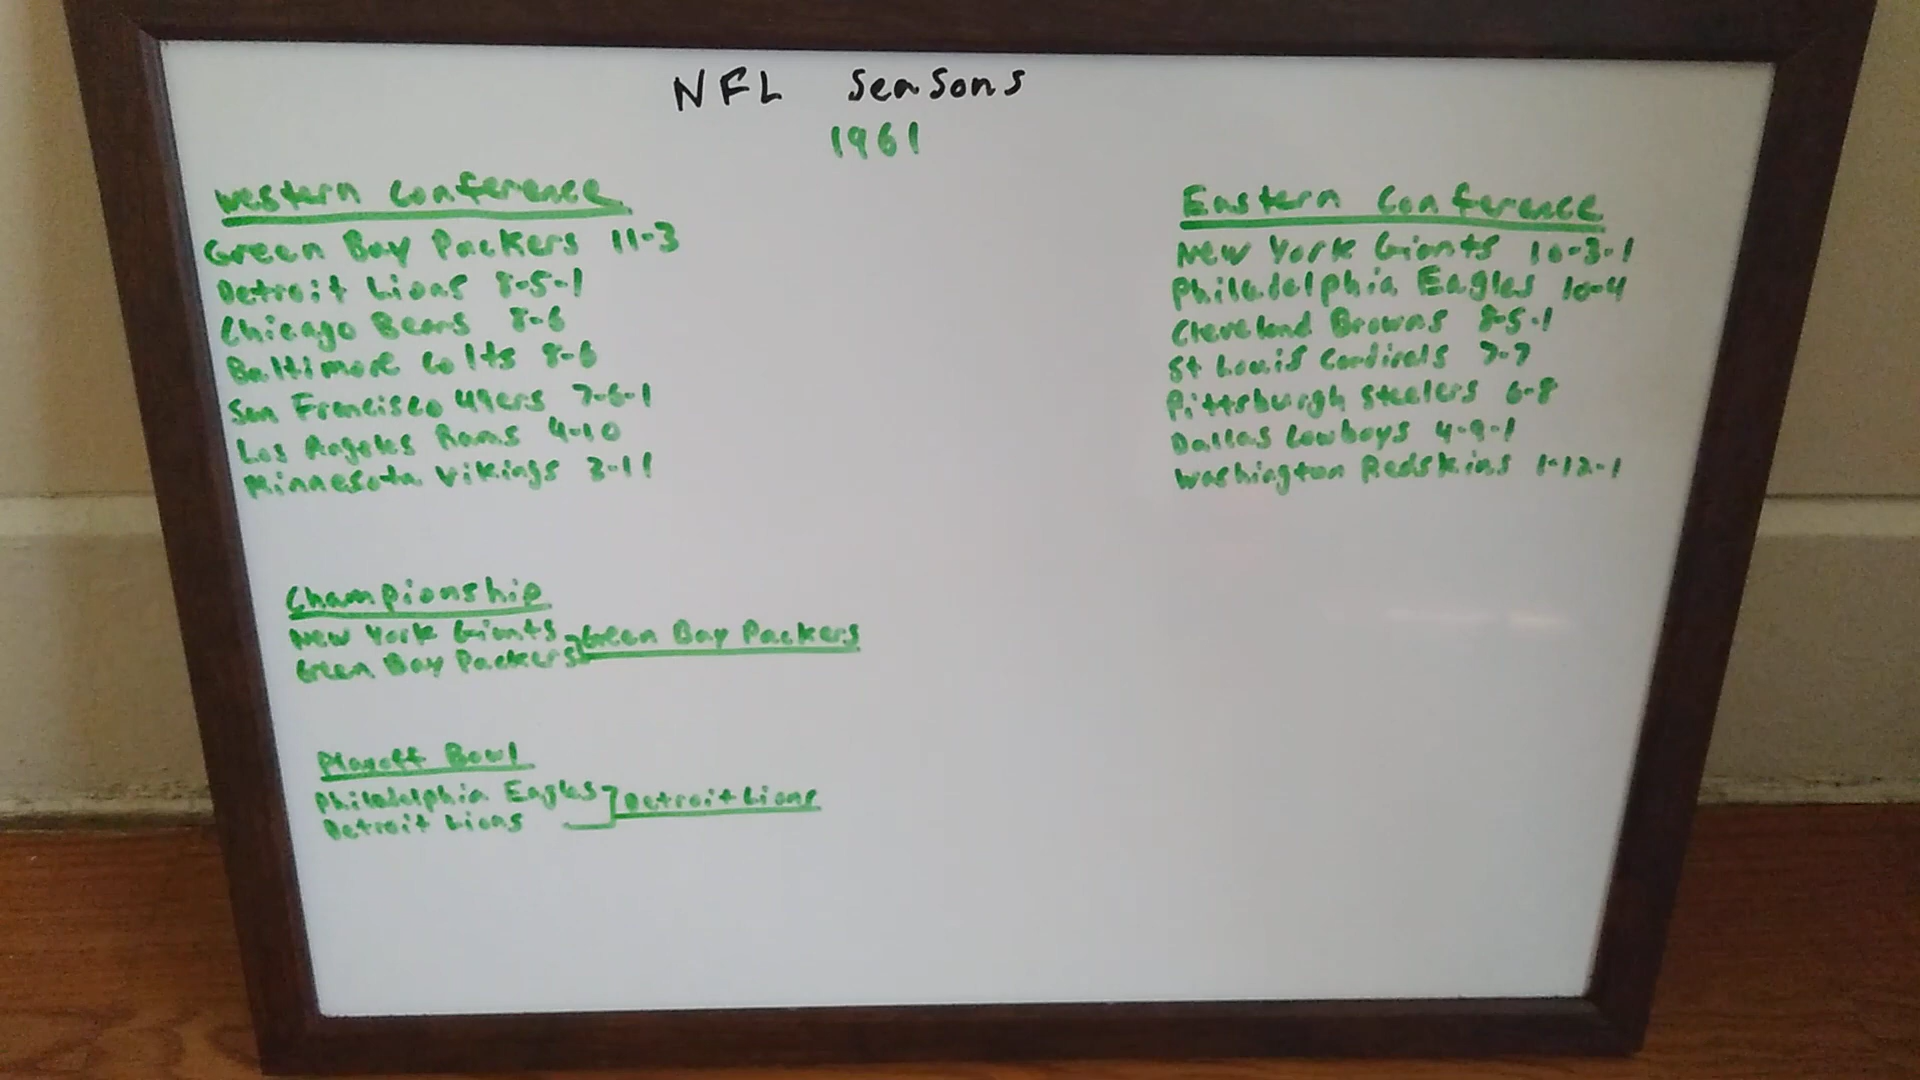 NFL Seasons
1961
Western Conference
Green Bay Packers 11-3
Detroit Lions 8-5-1
Chicago Bears 8-6
Baltimore Colts 8-6
San Francisco 49ers 7-6-1
Los Angeles Rams 4-10
Minnesota Vikings 3-11
Eastern Conference
New York Giants 10-3-1
Philadelphia Eagles 10-4
Cleveland Browns 8-5-1
St Louis Cardinals 7-7
Pittsburgh Steelers 6-8
Dallas Cowboys 4-9-1
Washington Redskins 1-12-1
Championship
New York Giants
Green Bay Packers
Green Bay Packers
Playoff Bowl
Philadelphia Eagles
Detroit Lions
Detroit Lions